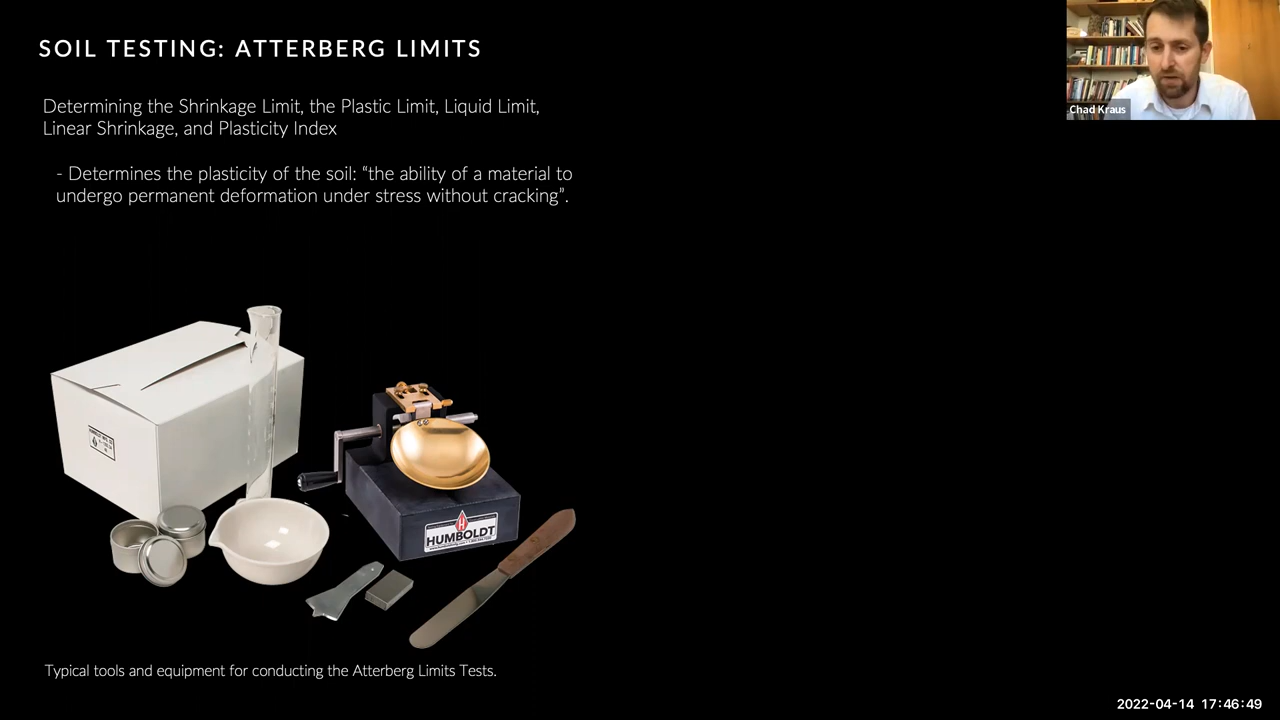 SOIL TESTING: ATTERBERG LIMITS
Determining the Shrinkage Limit, the Plastic Limit, Liquid Limit,
Linear Shrinkage, and Plasticity Index
- Determines the plasticity of the soil: “the ability of a material to
undergo permanent deformation under stress without cracking”.
Chad Kraus
HUMBOLDT
Typical tools and equipment for conducting the Atterberg Limits Tests.
2022-04-14 17:46:49